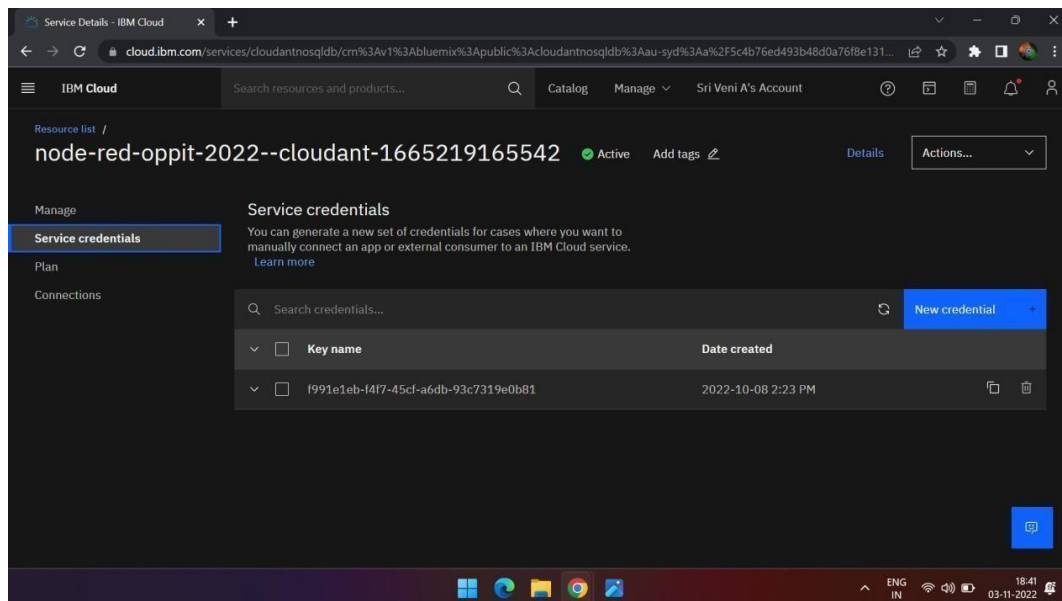 Service Details - IBM Cloud
cloud.ibm.com/services/cloudantnosqldb/crn%3Av1%3Abluemix%3Apublic%3Acloudantnosqldb%3Aau-syd%3Aa%2F5c4b76ed493b48d0a76f8e131...
IBM Cloud Search resources and products... Catalog Manage Sri Veni A's Account
Resource list /
node-red-oppit-2022--cloudant-1665219165542 Active Add tags Details Actions...
Manage
Service credentials
Plan
Connections
Service credentials
You can generate a new set of credentials for cases where you want to
manually connect an app or external consumer to an IBM Cloud service.
Learn more
Search credentials... New credential +
Key name Date created
f991e1eb-f4f7-45cf-a6db-93c7319e0b81 2022-10-08 2:23 PM
ENG 18:41
IN 03-11-2022